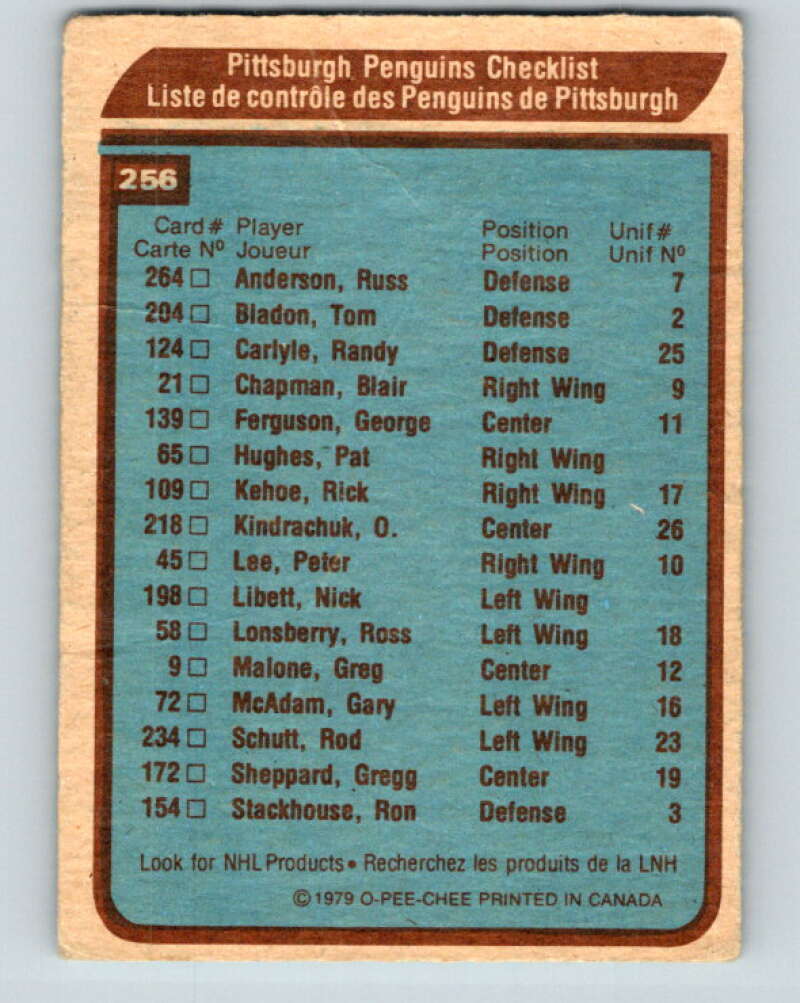 Pittsburgh Penguins Checklist
Liste de contrôle des Penguins de Pittsburgh
256
Card # Player Position Unif #
Carte Nº Joueur Position Unif Nº
264 □ Anderson, Russ Defense 7
204 □ Bladon, Tom Defense 2
124 □ Carlyle, Randy Defense 25
21 □ Chapman, Blair Right Wing 9
139 □ Ferguson, George Center 11
65 □ Hughes, Pat Right Wing
109 □ Kehoe, Rick Right Wing 17
218 □ Kindrachuk, O. Center 26
45 □ Lee, Peter Right Wing 10
198 □ Libett, Nick Left Wing
58 □ Lonsberry, Ross Left Wing 18
9 □ Malone, Greg Center 12
72 □ McAdam, Gary Left Wing 16
234 □ Schutt, Rod Left Wing 23
172 □ Sheppard, Gregg Center 19
154 □ Stackhouse, Ron Defense 3
Look for NHL Products • Recherchez les produits de la LNH
© 1979 O-PEE-CHEE PRINTED IN CANADA